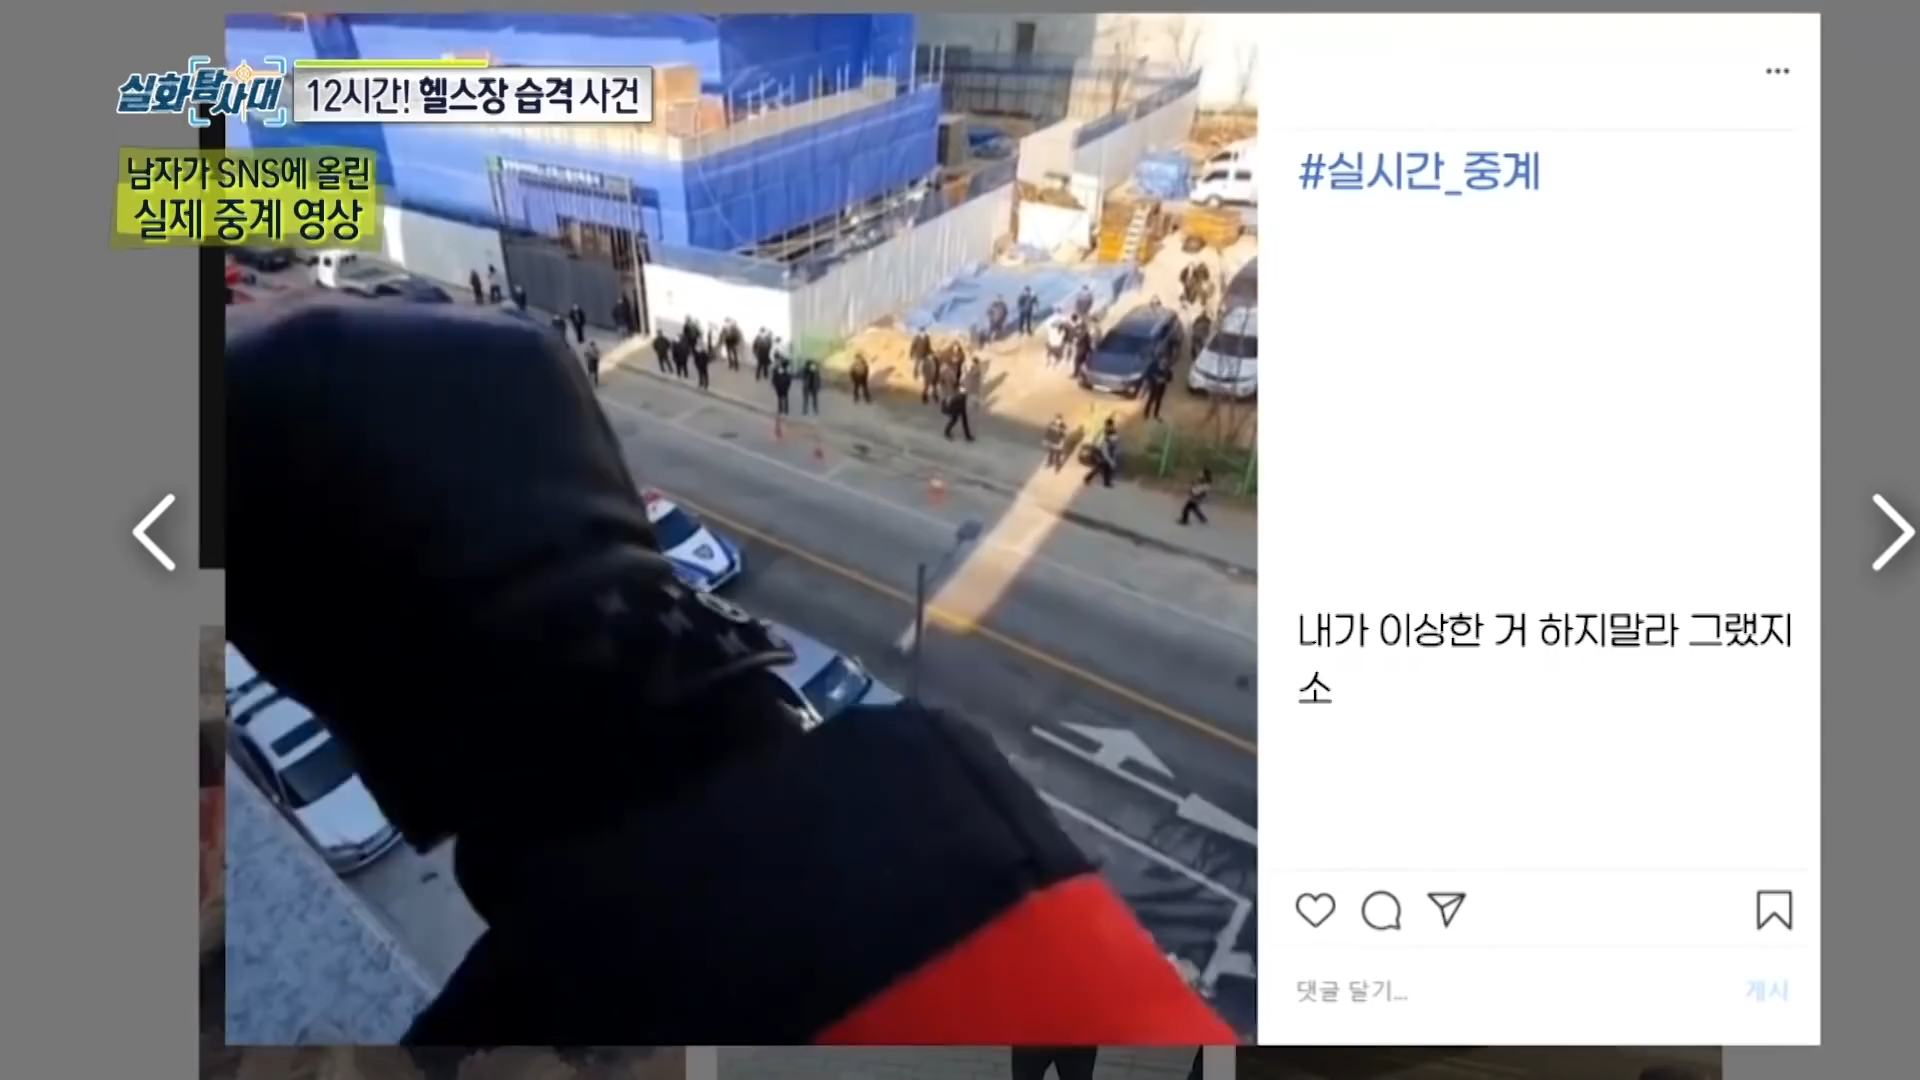 실화탐사대
12시간! 헬스장 습격 사건
남자가 SNS에 올린
실제 중계 영상
#실시간_중계
내가 이상한 거 하지말라 그랬지
소
댓글 달기...
게시